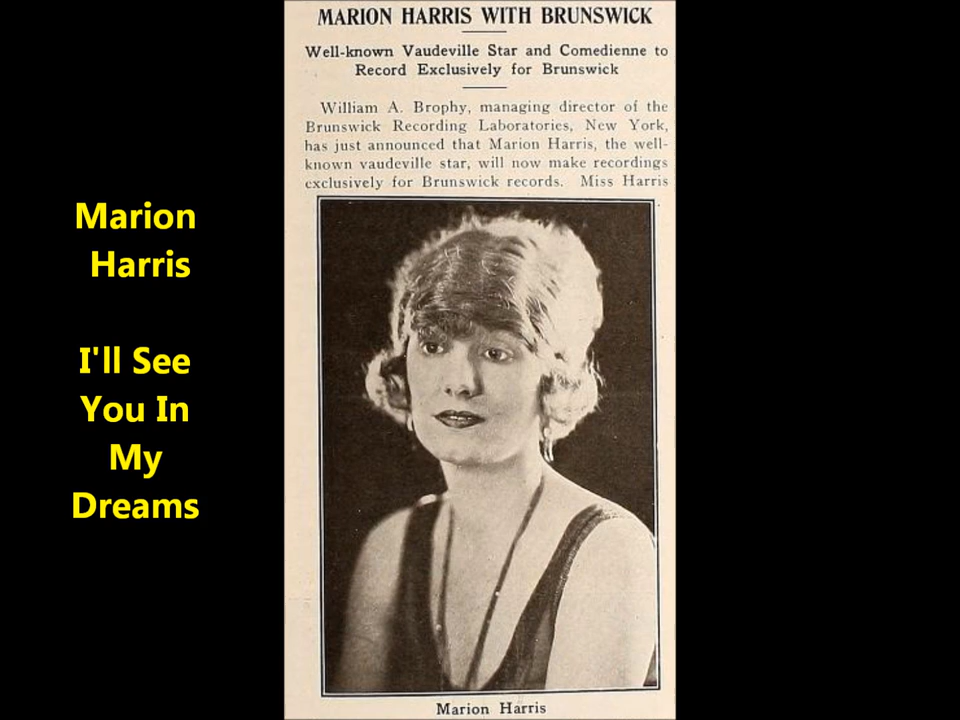 Marion
Harris
I'll See
You In
My
Dreams
MARION HARRIS WITH BRUNSWICK
Well-known Vaudeville Star and Comedienne to
Record Exclusively for Brunswick
William A. Brophy, managing director of the
Brunswick Recording Laboratories, New York,
has just announced that Marion Harris, the well-
known vaudeville star, will now make recordings
exclusively for Brunswick records. Miss Harris
Marion Harris